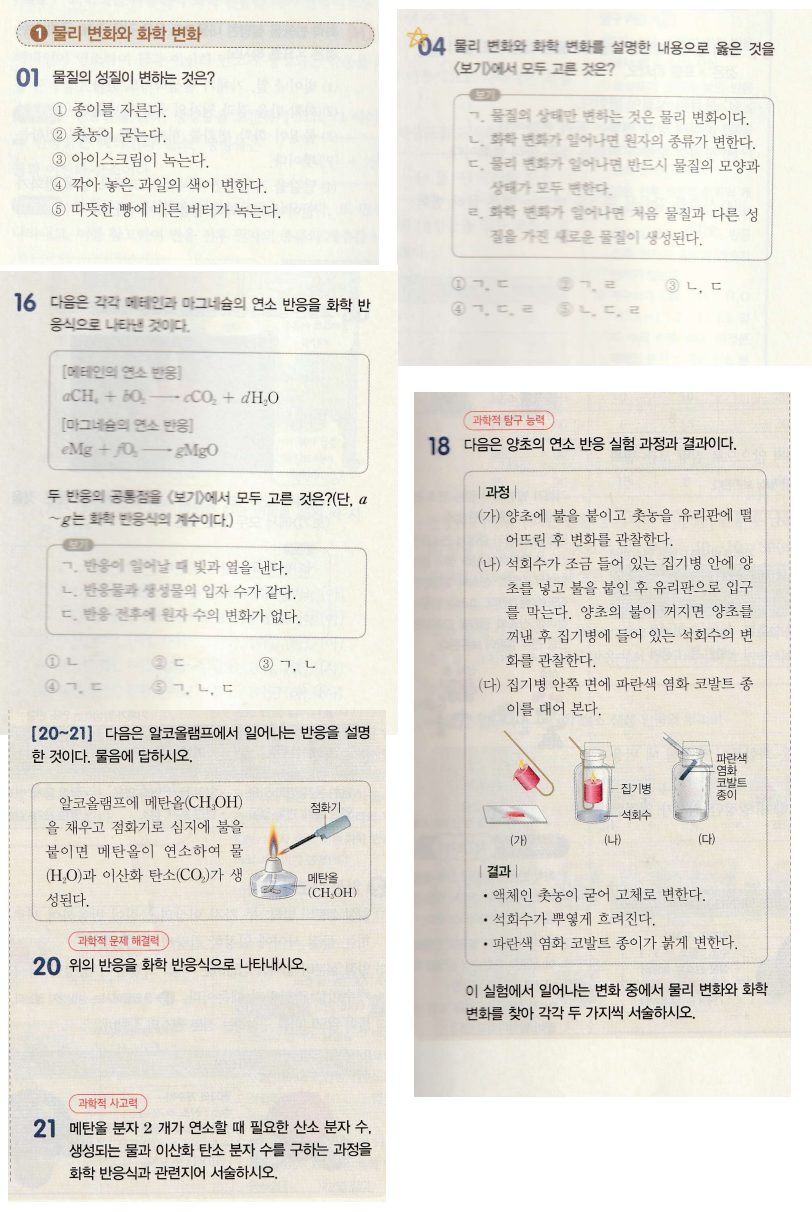 ❶ 물리 변화와 화학 변화
01 물질의 성질이 변하는 것은?
① 종이를 자른다.
② 촛농이 굳는다.
③ 아이스크림이 녹는다.
④ 깎아 놓은 과일의 색이 변한다.
⑤ 따뜻한 빵에 바른 버터가 녹는다.
04 물리 변화와 화학 변화를 설명한 내용으로 옳은 것을
〈보기〉에서 모두 고른 것은?
보기
ㄱ. 물질의 상태만 변하는 것은 물리 변화이다.
ㄴ. 화학 변화가 일어나면 원자의 종류가 변한다.
ㄷ. 물리 변화가 일어나면 반드시 물질의 모양과
상태가 모두 변한다.
ㄹ. 화학 변화가 일어나면 처음 물질과 다른 성
질을 가진 새로운 물질이 생성된다.
① ㄱ, ㄷ ② ㄱ, ㄹ ③ ㄴ, ㄷ
④ ㄱ, ㄷ, ㄹ ⑤ ㄴ, ㄷ, ㄹ
16 다음은 각각 메테인과 마그네슘의 연소 반응을 화학 반
응식으로 나타낸 것이다.
[메테인의 연소 반응]
aCH₄ + bO₂ ⟶ cCO₂ + dH₂O
[마그네슘의 연소 반응]
eMg + fO₂ ⟶ gMgO
두 반응의 공통점을 〈보기〉에서 모두 고른 것은?(단, a
~g는 화학 반응식의 계수이다.)
보기
ㄱ. 반응이 일어날 때 빛과 열을 낸다.
ㄴ. 반응물과 생성물의 입자 수가 같다.
ㄷ. 반응 전후에 원자 수의 변화가 없다.
① ㄴ ② ㄷ ③ ㄱ, ㄴ
④ ㄱ, ㄷ ⑤ ㄱ, ㄴ, ㄷ
[20~21] 다음은 알코올램프에서 일어나는 반응을 설명
한 것이다. 물음에 답하시오.
알코올램프에 메탄올(CH₃OH)
을 채우고 점화기로 심지에 불을
붙이면 메탄올이 연소하여 물
(H₂O)과 이산화 탄소(CO₂)가 생
성된다.
점화기
메탄올
(CH₃OH)
과학적 문제 해결력
20 위의 반응을 화학 반응식으로 나타내시오.
과학적 사고력
21 메탄올 분자 2 개가 연소할 때 필요한 산소 분자 수,
생성되는 물과 이산화 탄소 분자 수를 구하는 과정을
화학 반응식과 관련지어 서술하시오.
과학적 탐구 능력
18 다음은 양초의 연소 반응 실험 과정과 결과이다.
| 과정 |
(가) 양초에 불을 붙이고 촛농을 유리판에 떨
어뜨린 후 변화를 관찰한다.
(나) 석회수가 조금 들어 있는 집기병 안에 양
초를 넣고 불을 붙인 후 유리판으로 입구
를 막는다. 양초의 불이 꺼지면 양초를
꺼낸 후 집기병에 들어 있는 석회수의 변
화를 관찰한다.
(다) 집기병 안쪽 면에 파란색 염화 코발트 종
이를 대어 본다.
집기병
석회수
파란색
염화
코발트
종이
(가) (나) (다)
| 결과 |
• 액체인 촛농이 굳어 고체로 변한다.
• 석회수가 뿌옇게 흐려진다.
• 파란색 염화 코발트 종이가 붉게 변한다.
이 실험에서 일어나는 변화 중에서 물리 변화와 화학
변화를 찾아 각각 두 가지씩 서술하시오.